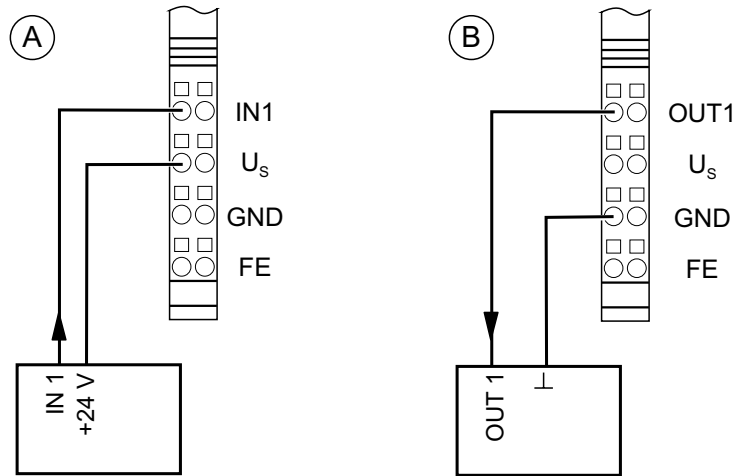 A
IN1
U_S
GND
FE
IN 1
+24 V
B
OUT1
U_S
GND
FE
OUT 1
⊥